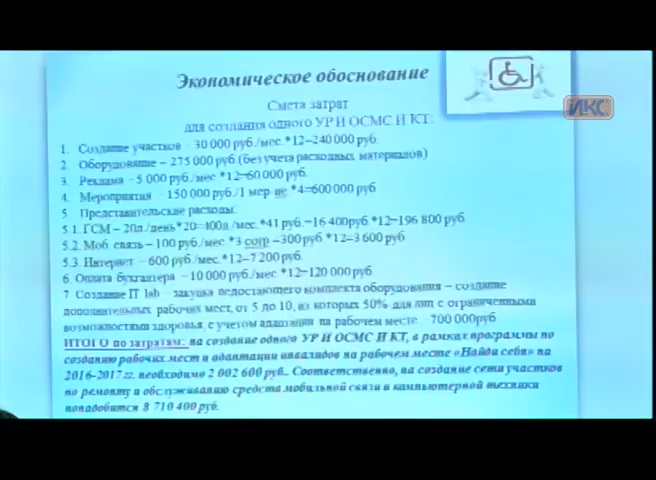 Экономическое обоснование
ИКС
Смета затрат
для создания одного УР И ОСМС И КТ:
1. Создание участков - 30 000 руб./мес.*12=240 000 руб.
2. Оборудование – 275 000 руб (без учета расходных материалов)
3. Реклама - 5 000 руб./мес *12=60 000 руб.
4. Мероприятия - 150 000 руб./1 мер не *4=600 000 руб
5. Представительские расходы:
5.1. ГСМ – 20л./день*20=400л./мес.*41 руб.=16 400руб.*12=196 800 руб
5.2. Моб связь – 100 руб./мес *3 сотр –300руб *12=3 600 руб.
5.3. Интернет – 600 руб./мес.*12=7 200 руб.
6. Оплата бухгалтера - 10 000 руб./мес *12=120 000 руб
7. Создание IT lab – закупка недостающего комплекта оборудования – создание
дополнительных рабочих мест, от 5 до 10, из которых 50% для лиц с ограниченными
возможностями здоровья, с учетом адаптации на рабочем месте - 700 000руб.
ИТОГО по затратам: на создание одного УР И ОСМС И КТ, в рамках программы по
созданию рабочих мест и адаптации инвалидов на рабочем месте «Найди себя» на
2016-2017 гг. необходимо 2 002 600 руб.. Соответственно, на создание сети участков
по ремонту и обслуживанию средств мобильной связи и компьютерной техники
понадобится 8 710 400 руб.